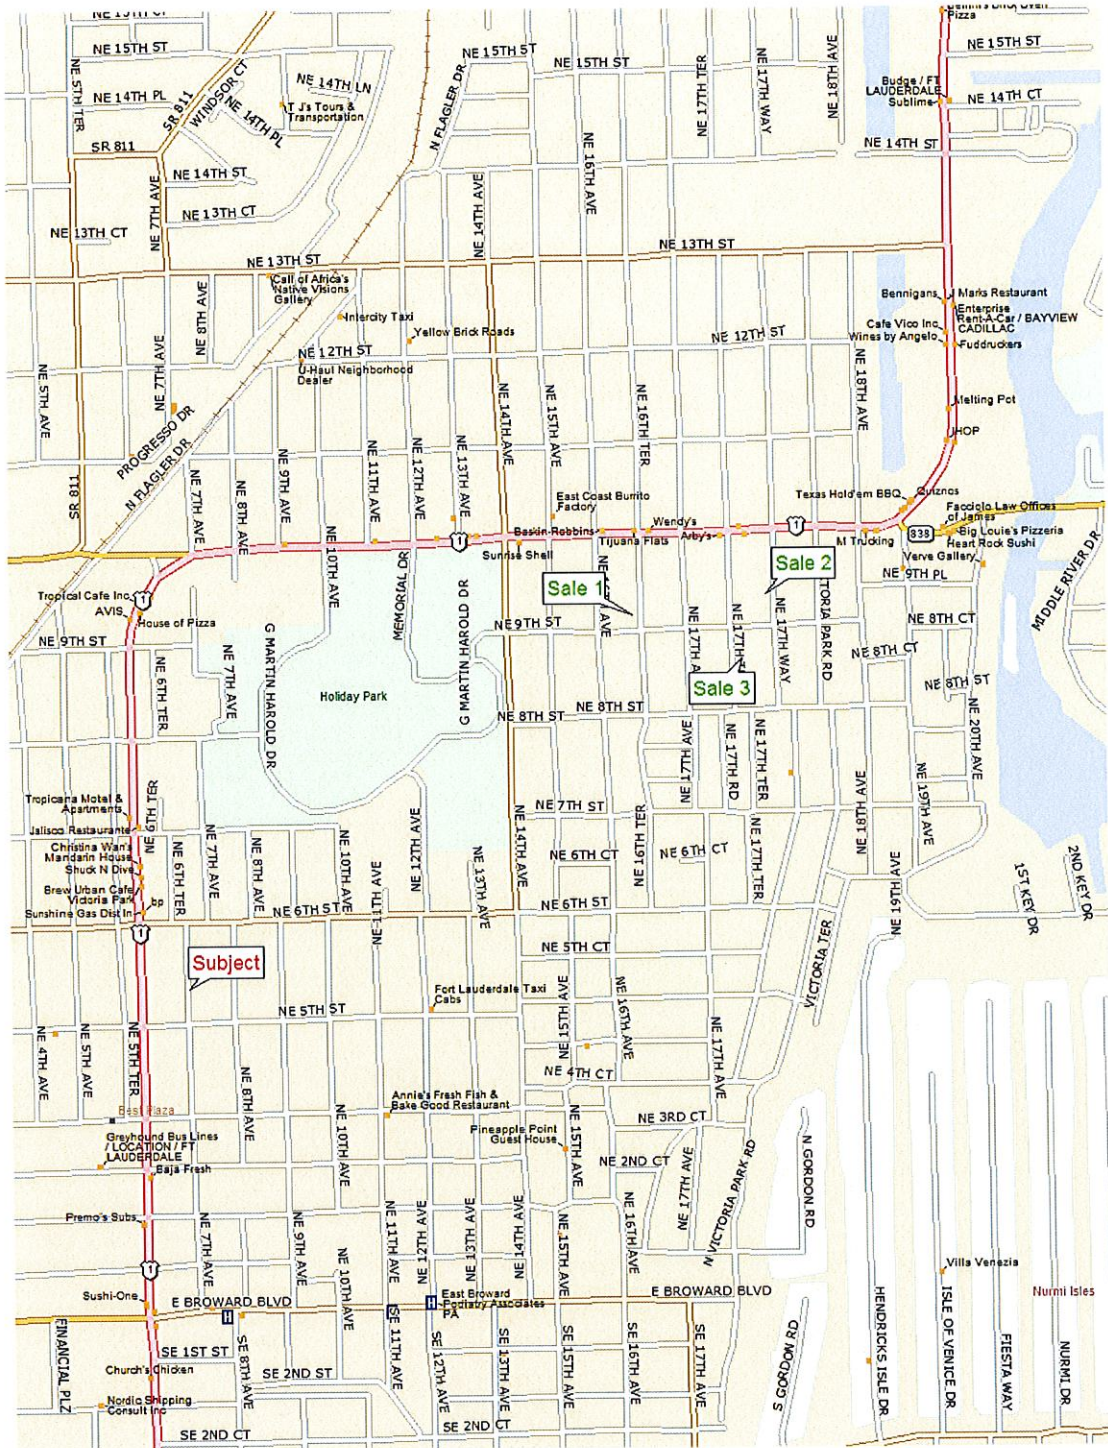 Pizza
NE 15TH ST
NE 15TH ST
NE 15TH ST
NE 15TH ST
NE 5TH TER
NE 14TH PL
SR 811
WINDSOR CT
NE 14TH LN
NE 14TH PL
T J's Tours &
Transportation
N FLAGLER DR
NE 17TH TER
NE 17TH WAY
NE 18TH AVE
Budge / FT
LAUDERDALE
Sublime
NE 14TH CT
NE 14TH ST
SR 811
NE 14TH ST
NE 7TH AVE
NE 13TH CT
NE 13TH CT
NE 14TH AVE
NE 16TH AVE
NE 13TH ST
NE 13TH ST
Call of Africa's
Native Visions
Gallery
NE 8TH AVE
Intercity Taxi
Yellow Brick Roads
NE 12TH ST
U-Haul Neighborhood
Dealer
NE 12TH ST
Bennigans
Marks Restaurant
Enterprise
Rent-A-Car / BAYVIEW
CADILLAC
Cafe Vico Inc
Wines by Angelo
Fuddruckers
NE 5TH AVE
NE 7TH AVE
NE 14TH AVE
NE 15TH AVE
NE 16TH TER
NE 18TH AVE
Melting Pot
IHOP
PROGRESSO DR
N FLAGLER DR
SR 811
NE 7TH AVE
NE 8TH AVE
NE 9TH AVE
NE 10TH AVE
NE 11TH AVE
NE 12TH AVE
NE 13TH AVE
East Coast Burrito
Factory
Texas Hold'em BBQ
Quiznos
Facciolo Law Offices
of James
Baskin-Robbins
Wendy's
Tijuana Flats
Arby's
1
M Trucking
838
Big Louie's Pizzeria
Heart Rock Sushi
Verve Gallery
Sunrise Shell
1
MIDDLE RIVER DR
Sale 1
Sale 2
NE 9TH PL
Tropical Cafe Inc
AVIS
1
House of Pizza
MEMORIAL DR
G MARTIN HAROLD DR
G MARTIN HAROLD DR
NE 9TH ST
NE 9TH ST
NE 8TH CT
NE 8TH CT
NE 8TH ST
NE 6TH TER
NE 7TH AVE
Holiday Park
NE 17TH WAY
Sale 3
NE 8TH ST
NE 8TH ST
NE 20TH AVE
NE 17TH AVE
NE 17TH RD
NE 17TH TER
NE 18TH AVE
NE 19TH AVE
Tropicana Motel &
Apartments
NE 6TH TER
NE 7TH ST
Jalisco Restaurante
Christina Wan's
Mandarin House
Shuck N Dive
Brew Urban Cafe
Victoria Park
bp
Sunshine Gas Dist In
NE 6TH TER
NE 7TH AVE
NE 8TH AVE
NE 10TH AVE
NE 11TH AVE
NE 12TH AVE
NE 13TH AVE
NE 14TH AVE
NE 6TH CT
NE 16TH TER
NE 6TH CT
NE 17TH TER
NE 19TH AVE
1ST KEY DR
2ND KEY DR
NE 6TH ST
NE 6TH ST
1
NE 5TH CT
VICTORIA TER
Subject
Fort Lauderdale Taxi
Cabs
NE 5TH ST
NE 15TH AVE
NE 16TH AVE
NE 17TH AVE
NE 4TH AVE
NE 5TH AVE
NE 5TH TER
NE 8TH AVE
NE 4TH CT
Best Plaza
Annie's Fresh Fish &
Bake Good Restaurant
NE 3RD CT
Greyhound Bus Lines
/ LOCATION / FT
LAUDERDALE
Baja Fresh
NE 10TH AVE
Pineapple Point
Guest House
NE 15TH AVE
NE 2ND CT
NE 17TH AVE
N VICTORIA PARK RD
N GORDON RD
Premo's Subs
NE 7TH AVE
NE 9TH AVE
NE 10TH AVE
NE 11TH AVE
NE 12TH AVE
NE 13TH AVE
NE 14TH AVE
NE 15TH AVE
NE 16TH AVE
1
Sushi-One
E BROWARD BLVD
East Broward
Podiatry Associates
PA
E BROWARD BLVD
Villa Venezia
Nurmi Isles
FINANCIAL PLZ
SE 1ST ST
Church's Chicken
SE 8TH AVE
SE 2ND ST
SE 11TH AVE
SE 12TH AVE
SE 13TH AVE
SE 15TH AVE
SE 16TH AVE
SE 17TH AVE
S GORDON RD
HENDRICKS ISLE DR
ISLE OF VENICE DR
FIESTA WAY
NURMI DR
Nordic Shipping
Consult Inc
SE 2ND CT
SE 2ND CT